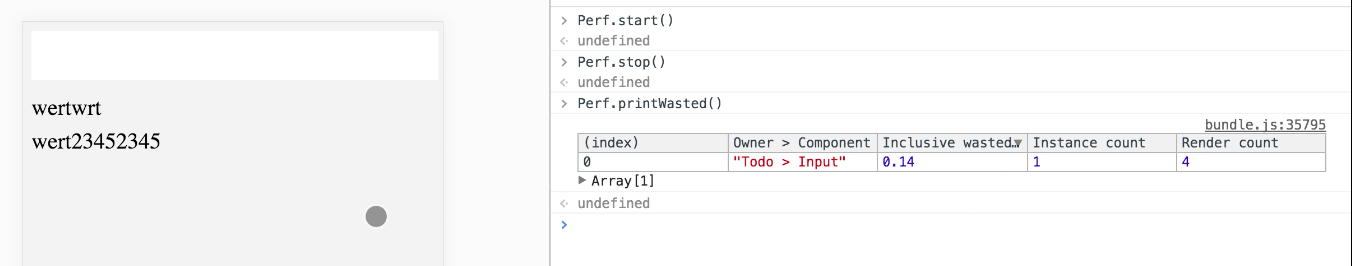 wertwrt
wert23452345
> Perf.start()
<· undefined
> Perf.stop()
<· undefined
> Perf.printWasted()
bundle.js:35795
(index) Owner > Component Inclusive wasted… Instance count Render count
0 "Todo > Input" 0.14 1 4
▶ Array[1]
<· undefined
>